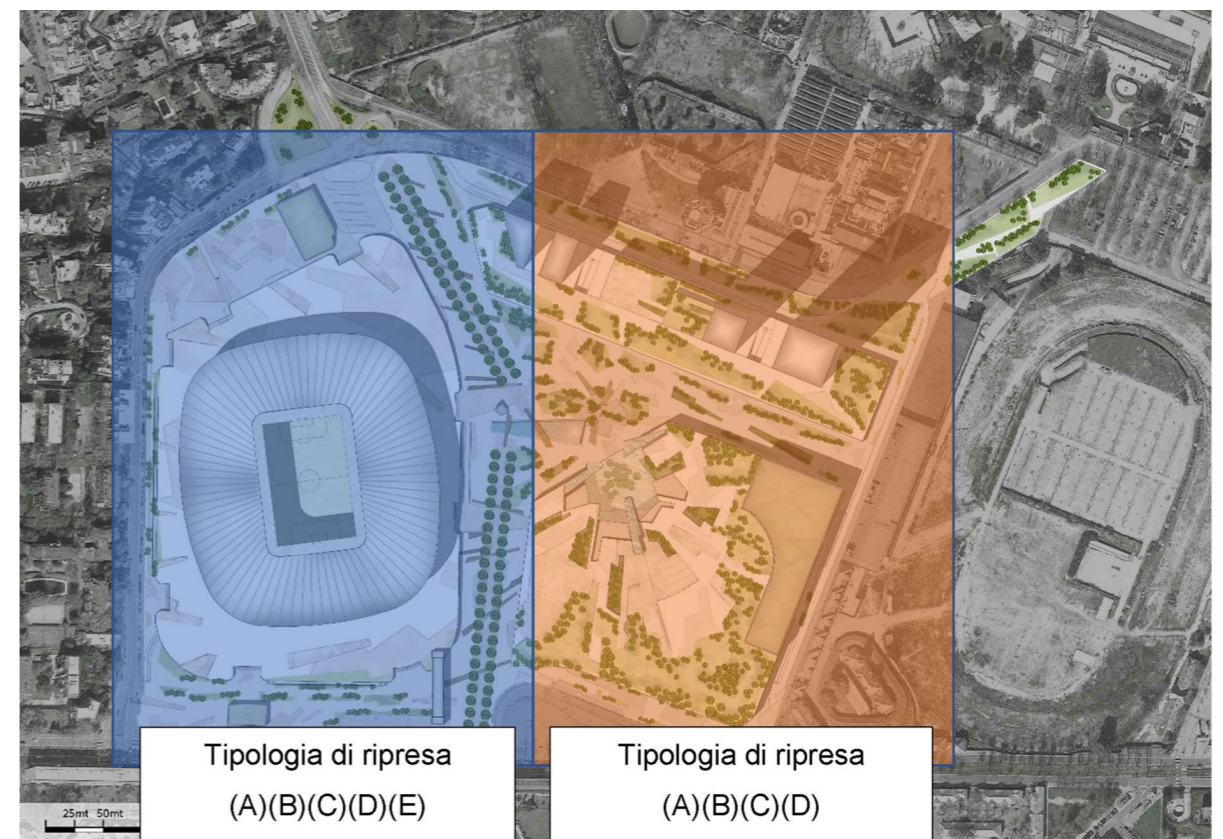 Tipologia di ripresa
(A)(B)(C)(D)(E)
Tipologia di ripresa
(A)(B)(C)(D)
25mt 50mt